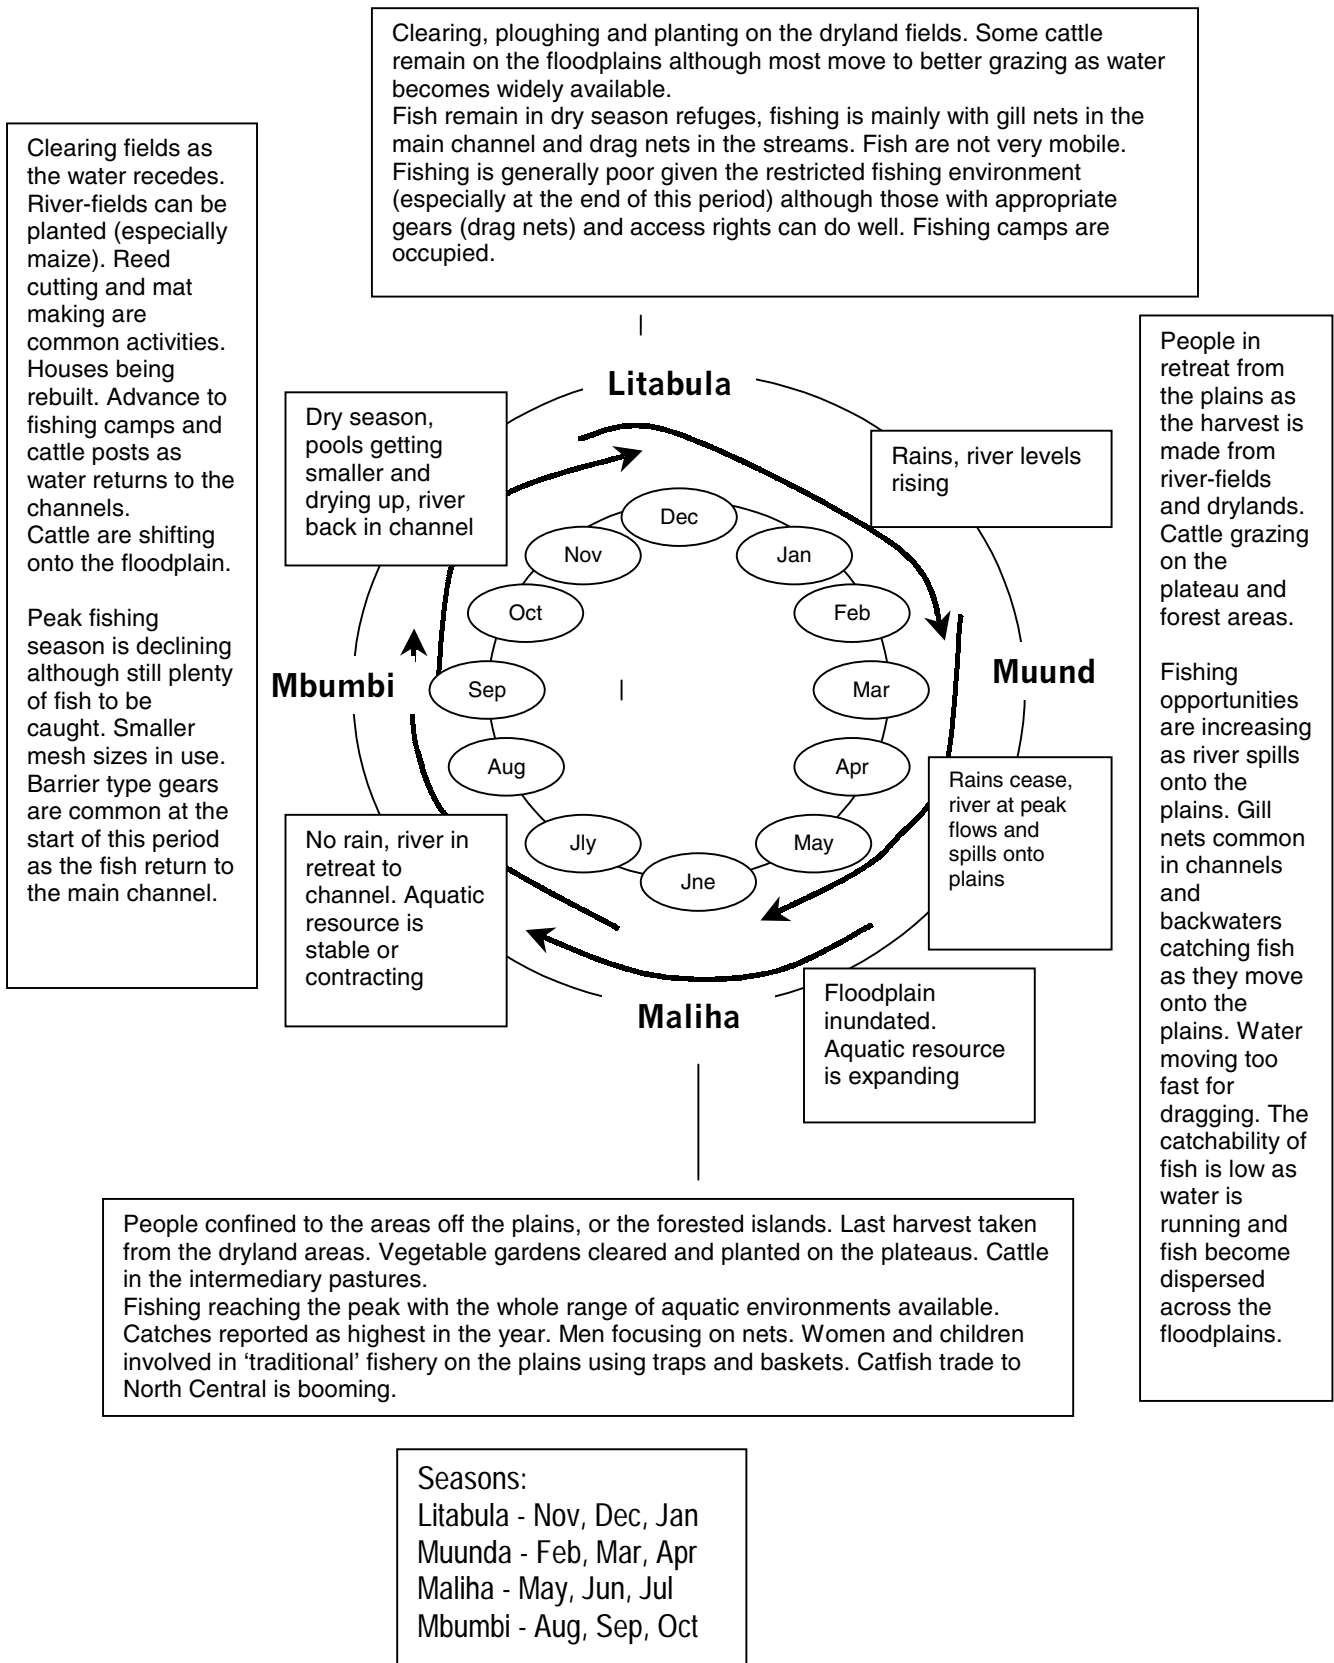 Clearing, ploughing and planting on the dryland fields. Some cattle
remain on the floodplains although most move to better grazing as water
becomes widely available.
Fish remain in dry season refuges, fishing is mainly with gill nets in the
main channel and drag nets in the streams. Fish are not very mobile.
Fishing is generally poor given the restricted fishing environment
(especially at the end of this period) although those with appropriate
gears (drag nets) and access rights can do well. Fishing camps are
occupied.
Clearing fields as
the water recedes.
River-fields can be
planted (especially
maize). Reed
cutting and mat
making are
common activities.
Houses being
rebuilt. Advance to
fishing camps and
cattle posts as
water returns to the
channels.
Cattle are shifting
onto the floodplain.
Peak fishing
season is declining
although still plenty
of fish to be
caught. Smaller
mesh sizes in use.
Barrier type gears
are common at the
start of this period
as the fish return to
the main channel.
Litabula
Dry season,
pools getting
smaller and
drying up, river
back in channel
Rains, river levels
rising
Dec
Nov
Jan
Oct
Feb
Mbumbi
Sep
Mar
Muund
Aug
Apr
Jly
May
Jne
Rains cease,
river at peak
flows and
spills onto
plains
No rain, river in
retreat to
channel. Aquatic
resource is
stable or
contracting
Maliha
Floodplain
inundated.
Aquatic resource
is expanding
People in
retreat from
the plains as
the harvest is
made from
river-fields
and drylands.
Cattle grazing
on the
plateau and
forest areas.
Fishing
opportunities
are increasing
as river spills
onto the
plains. Gill
nets common
in channels
and
backwaters
catching fish
as they move
onto the
plains. Water
moving too
fast for
dragging. The
catchability of
fish is low as
water is
running and
fish become
dispersed
across the
floodplains.
People confined to the areas off the plains, or the forested islands. Last harvest taken
from the dryland areas. Vegetable gardens cleared and planted on the plateaus. Cattle
in the intermediary pastures.
Fishing reaching the peak with the whole range of aquatic environments available.
Catches reported as highest in the year. Men focusing on nets. Women and children
involved in ‘traditional’ fishery on the plains using traps and baskets. Catfish trade to
North Central is booming.
Seasons:
Litabula - Nov, Dec, Jan
Muunda - Feb, Mar, Apr
Maliha - May, Jun, Jul
Mbumbi - Aug, Sep, Oct